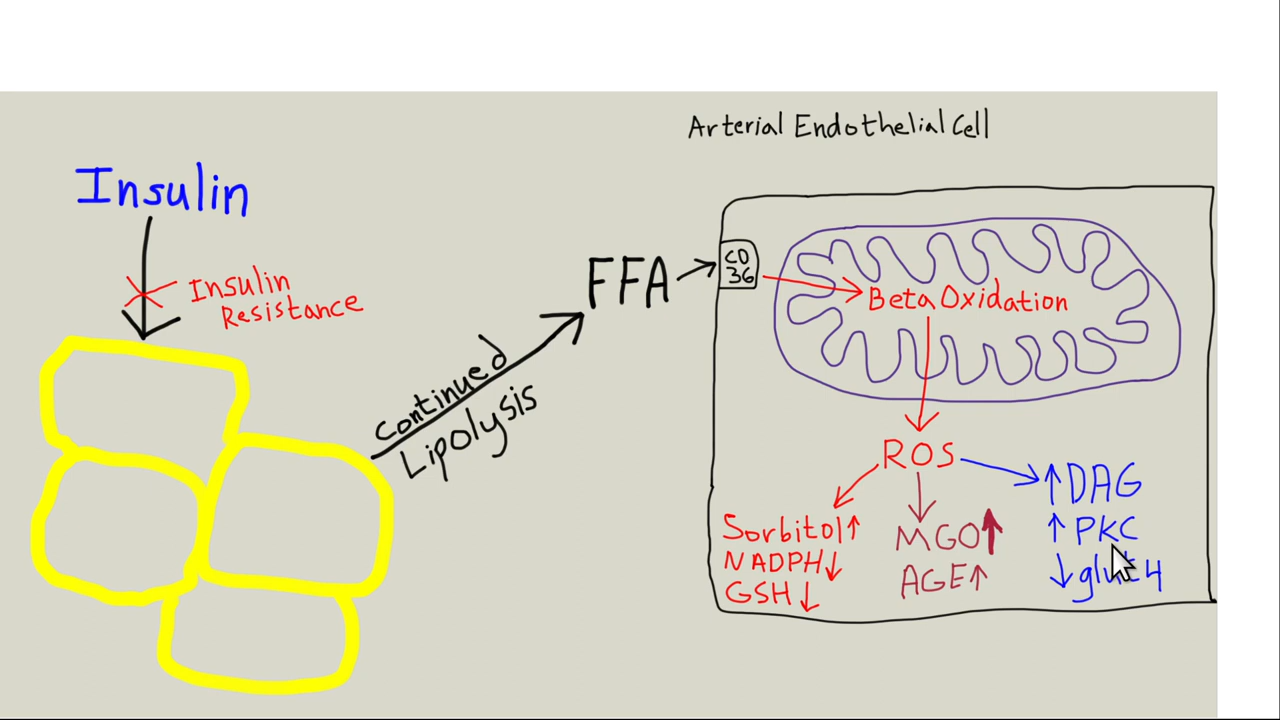 Arterial Endothelial Cell
Insulin
Insulin
Resistance
Continued
Lipolysis
FFA
CD
36
Beta Oxidation
ROS
Sorbitol↑
NADPH↓
GSH↓
MGO↑
AGE↑
↑DAG
↑PKC
↓glut4